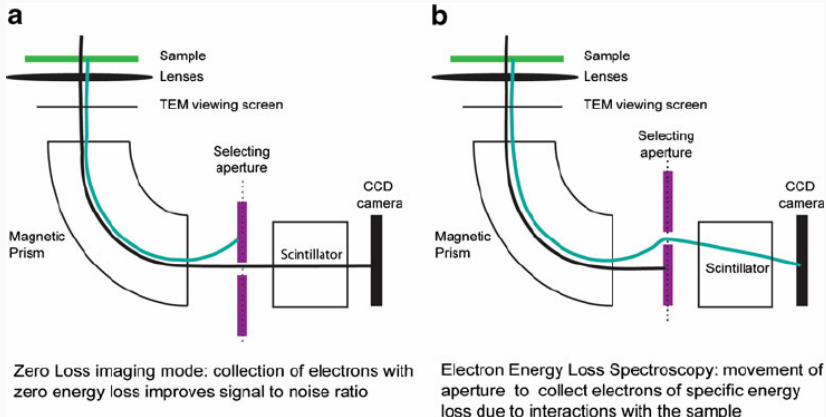 a
Sample
Lenses
TEM viewing screen
Selecting
aperture
CCD
camera
Magnetic
Prism
Scintillator
Zero Loss imaging mode: collection of electrons with
zero energy loss improves signal to noise ratio
b
Sample
Lenses
TEM viewing screen
Selecting
aperture
CCD
camera
Magnetic
Prism
Scintillator
Electron Energy Loss Spectroscopy: movement of
aperture to collect electrons of specific energy
loss due to interactions with the sample